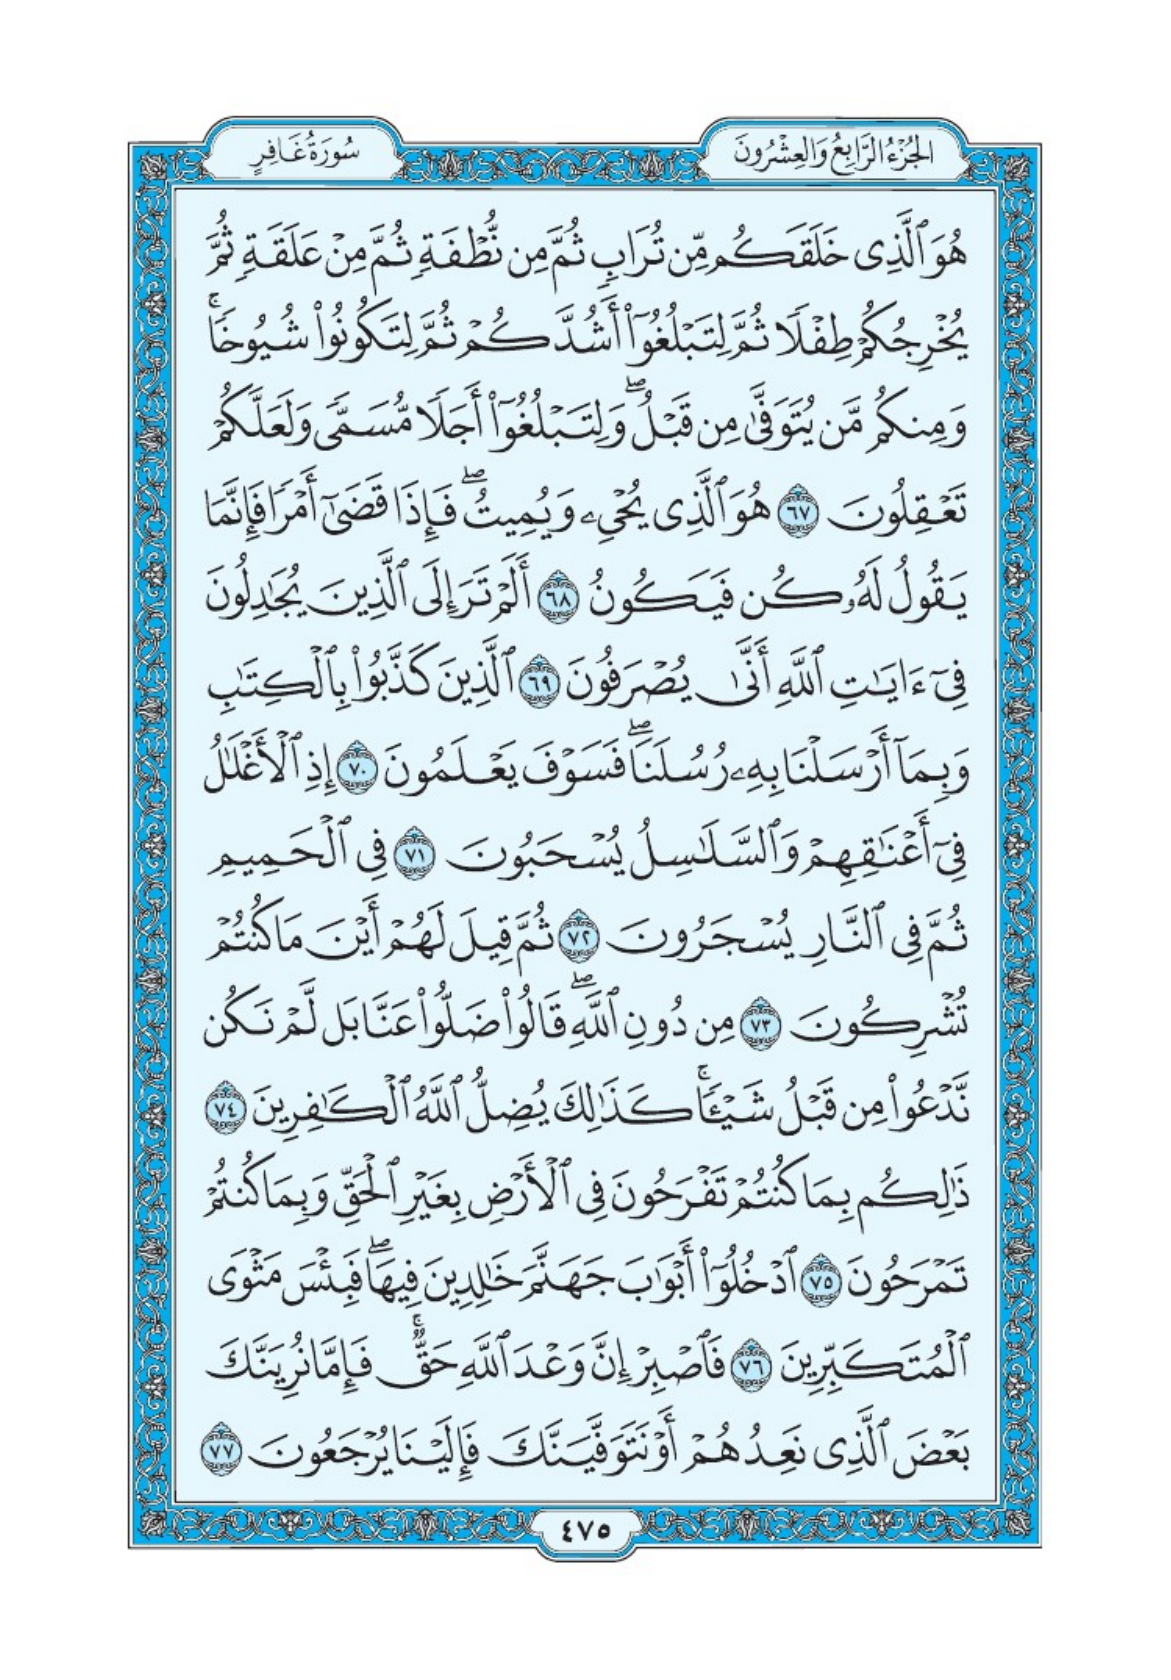 الجُزْءُ الرَّابِعُ وَالعِشْرُونَ
سُورَةُ غَافِرٍ
هُوَ ٱلَّذِى خَلَقَكُم مِّن تُرَابٍ ثُمَّ مِن نُّطْفَةٍ ثُمَّ مِنْ عَلَقَةٍ ثُمَّ
يُخْرِجُكُمْ طِفْلًا ثُمَّ لِتَبْلُغُوٓا۟ أَشُدَّكُمْ ثُمَّ لِتَكُونُوا۟ شُيُوخًا ۚ
وَمِنكُم مَّن يُتَوَفَّىٰ مِن قَبْلُ ۖ وَلِتَبْلُغُوٓا۟ أَجَلًا مُّسَمًّى وَلَعَلَّكُمْ
تَعْقِلُونَ ٦٧ هُوَ ٱلَّذِى يُحْىِۦ وَيُمِيتُ ۖ فَإِذَا قَضَىٰٓ أَمْرًا فَإِنَّمَا
يَقُولُ لَهُۥ كُن فَيَكُونُ ٦٨ أَلَمْ تَرَ إِلَى ٱلَّذِينَ يُجَٰدِلُونَ
فِىٓ ءَايَٰتِ ٱللَّهِ أَنَّىٰ يُصْرَفُونَ ٦٩ ٱلَّذِينَ كَذَّبُوا۟ بِٱلْكِتَٰبِ
وَبِمَآ أَرْسَلْنَا بِهِۦ رُسُلَنَا ۖ فَسَوْفَ يَعْلَمُونَ ٧٠ إِذِ ٱلْأَغْلَٰلُ
فِىٓ أَعْنَٰقِهِمْ وَٱلسَّلَٰسِلُ يُسْحَبُونَ ٧١ فِى ٱلْحَمِيمِ
ثُمَّ فِى ٱلنَّارِ يُسْجَرُونَ ٧٢ ثُمَّ قِيلَ لَهُمْ أَيْنَ مَا كُنتُمْ
تُشْرِكُونَ ٧٣ مِن دُونِ ٱللَّهِ ۖ قَالُوا۟ ضَلُّوا۟ عَنَّا بَل لَّمْ نَكُن
نَّدْعُوا۟ مِن قَبْلُ شَيْـًٔا ۚ كَذَٰلِكَ يُضِلُّ ٱللَّهُ ٱلْكَٰفِرِينَ ٧٤
ذَٰلِكُم بِمَا كُنتُمْ تَفْرَحُونَ فِى ٱلْأَرْضِ بِغَيْرِ ٱلْحَقِّ وَبِمَا كُنتُمْ
تَمْرَحُونَ ٧٥ ٱدْخُلُوٓا۟ أَبْوَٰبَ جَهَنَّمَ خَٰلِدِينَ فِيهَا ۖ فَبِئْسَ مَثْوَى
ٱلْمُتَكَبِّرِينَ ٧٦ فَٱصْبِرْ إِنَّ وَعْدَ ٱللَّهِ حَقٌّ ۚ فَإِمَّا نُرِيَنَّكَ
بَعْضَ ٱلَّذِى نَعِدُهُمْ أَوْ نَتَوَفَّيَنَّكَ فَإِلَيْنَا يُرْجَعُونَ ٧٧
٤٧٥